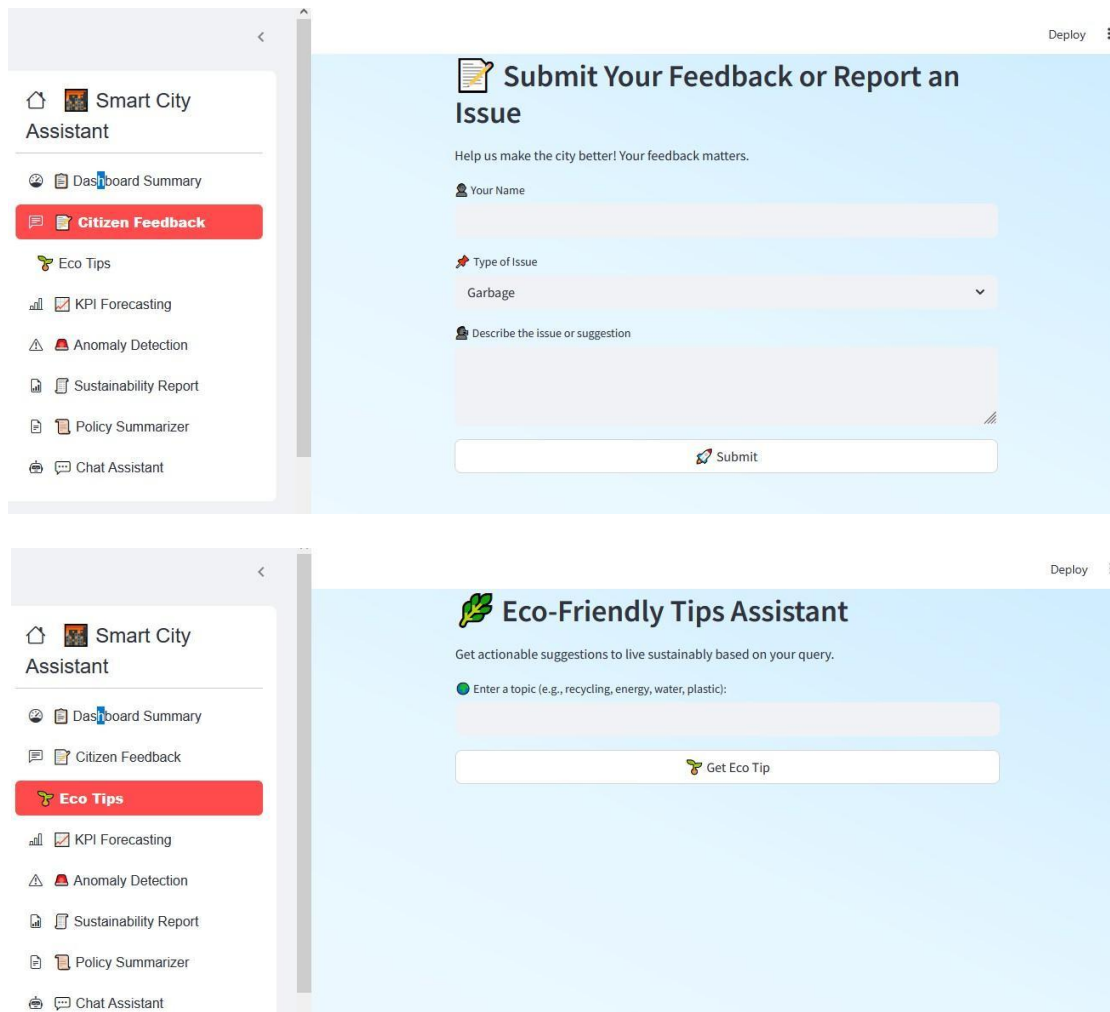 Deploy
Smart City
Assistant
Dashboard Summary
Citizen Feedback
Eco Tips
KPI Forecasting
Anomaly Detection
Sustainability Report
Policy Summarizer
Chat Assistant
Submit Your Feedback or Report an
Issue
Help us make the city better! Your feedback matters.
Your Name
Type of Issue
Garbage
Describe the issue or suggestion
Submit
Deploy
Smart City
Assistant
Dashboard Summary
Citizen Feedback
Eco Tips
KPI Forecasting
Anomaly Detection
Sustainability Report
Policy Summarizer
Chat Assistant
Eco-Friendly Tips Assistant
Get actionable suggestions to live sustainably based on your query.
Enter a topic (e.g., recycling, energy, water, plastic):
Get Eco Tip